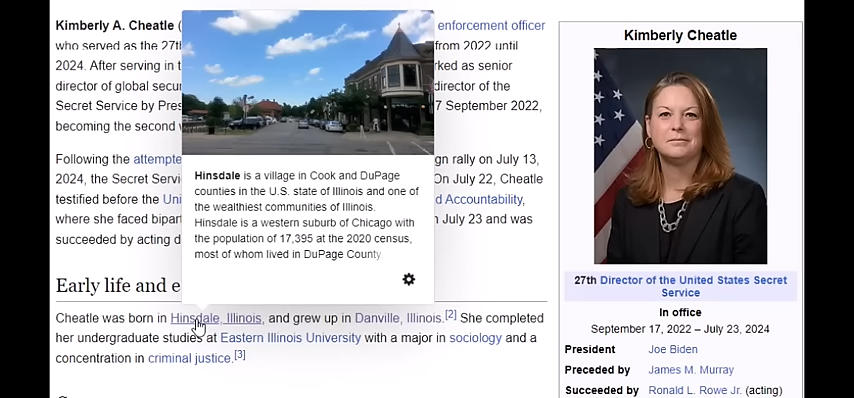 Kimberly A. Cheatle (
enforcement officer
who served as the 27th
from 2022 until
2024. After serving in t
rked as senior
director of global secur
director of the
Secret Service by Pres
7 September 2022,
becoming the second
Following the attempte
gn rally on July 13,
2024, the Secret Servi
On July 22, Cheatle
testified before the Uni
d Accountability,
where she faced bipart
n July 23 and was
succeeded by acting d
Hinsdale is a village in Cook and DuPage
counties in the U.S. state of Illinois and one of
the wealthiest communities of Illinois.
Hinsdale is a western suburb of Chicago with
the population of 17,395 at the 2020 census,
most of whom lived in DuPage County
Early life and e
Cheatle was born in Hinsdale, Illinois, and grew up in Danville, Illinois.[2] She completed
her undergraduate studies at Eastern Illinois University with a major in sociology and a
concentration in criminal justice.[3]
Kimberly Cheatle
27th Director of the United States Secret
Service
In office
September 17, 2022 – July 23, 2024
President Joe Biden
Preceded by James M. Murray
Succeeded by Ronald L. Rowe Jr. (acting)